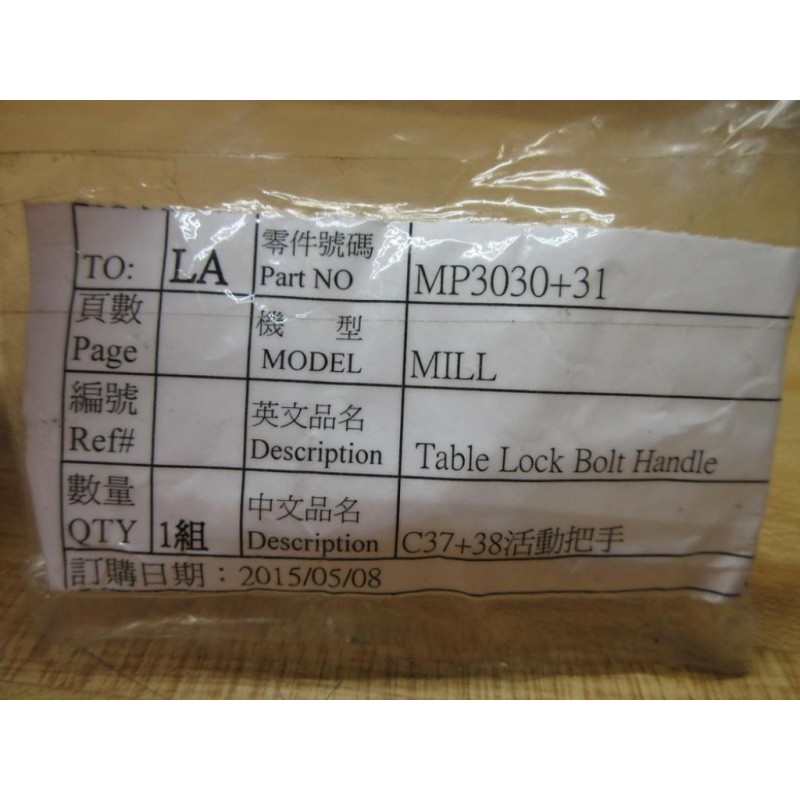 零件號碼
TO: LA Part NO MP3030+31
頁數 機 型
Page MODEL MILL
編號 英文品名
Ref# Description Table Lock Bolt Handle
數量 中文品名
QTY 1組 Description C37+38活動把手
訂購日期：2015/05/08